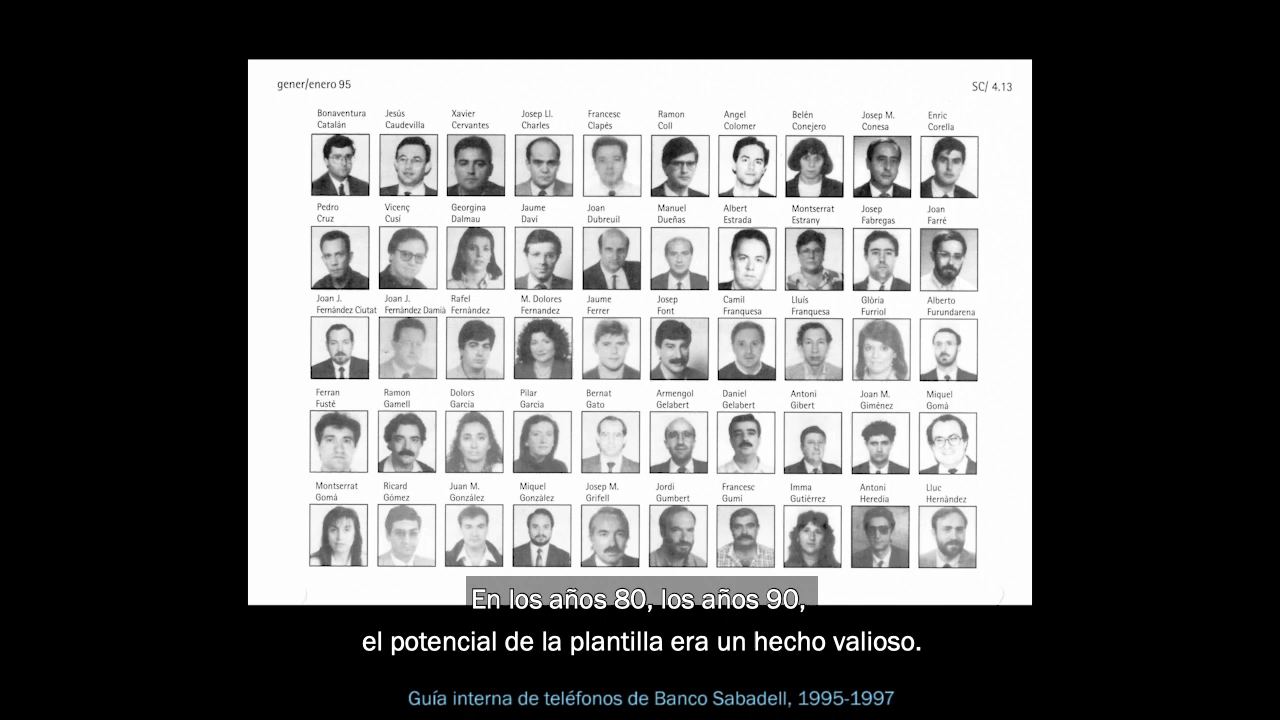 gener/enero 95
SC/ 4.13
Bonaventura Jesús Xavier Josep Ll. Francesc Ramon Angel Belén Josep M. Enric
Catalán Caudevilla Cervantes Charles Clapés Coll Colomer Conejero Conesa Corella
Pedro Vicenç Georgina Jaume Joan Manuel Albert Montserrat Josep Joan
Cruz Cusí Dalmau Daví Dubreuil Dueñas Estrada Estrany Fabregas Farré
Joan J. Joan J. Rafel M. Dolores Jaume Josep Camil Lluís Glòria Alberto
Fernández Ciutat Fernández Damià Fernández Fernandez Ferrer Font Franquesa Franquesa Furriol Furundarena
Ferran Ramon Dolors Pilar Bernat Armengol Daniel Antoni Joan M. Miquel
Fusté Gamell Garcia Garcia Gato Gelabert Gelabert Gibert Giménez Gomà
Montserrat Ricard Juan M. Miquel Josep M. Jordi Francesc Imma Antoni Lluc
Gomà Gómez González González Grifell Gumbert Gumí Gutiérrez Heredia Hernández
En los años 80, los años 90,
el potencial de la plantilla era un hecho valioso.
Guía interna de teléfonos de Banco Sabadell, 1995-1997